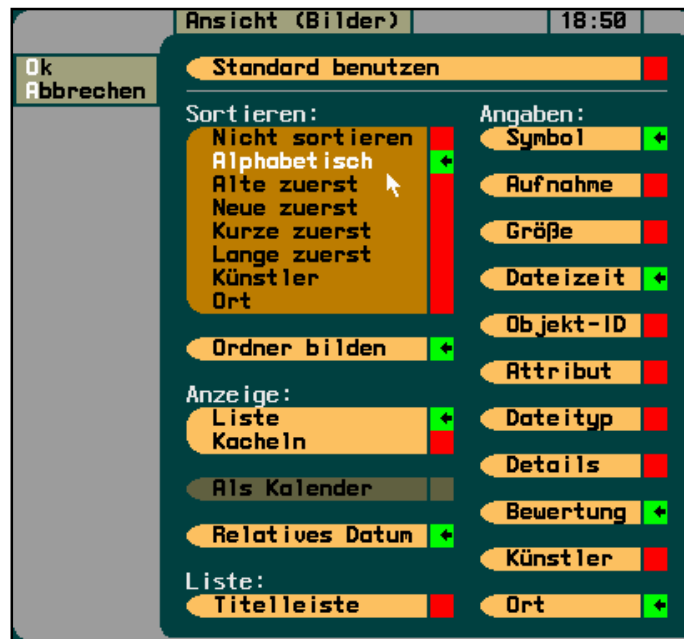 Ansicht (Bilder) 18:50
Ok
Abbrechen
Standard benutzen
Sortieren:
Nicht sortieren
Alphabetisch
Alte zuerst
Neue zuerst
Kurze zuerst
Lange zuerst
Künstler
Ort
Ordner bilden
Anzeige:
Liste
Kacheln
Als Kalender
Relatives Datum
Liste:
Titelleiste
Angaben:
Symbol
Aufnahme
Größe
Dateizeit
Objekt-ID
Attribut
Dateityp
Details
Bewertung
Künstler
Ort